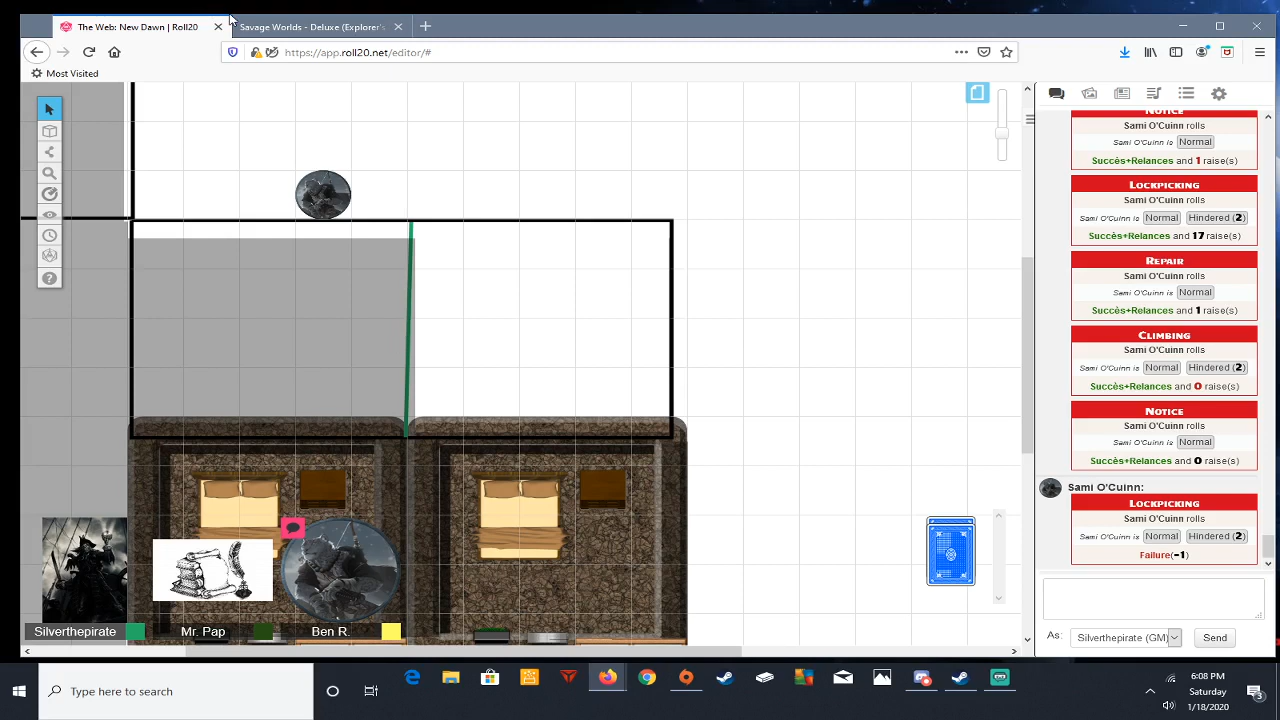 The Web: New Dawn | Roll20
Savage Worlds - Deluxe (Explorer's
https://app.roll20.net/editor/#
Most Visited
NOTICE
Sami O'Cuinn rolls
Sami O'Cuinn is Normal
Succès+Relances and 1 raise(s)
LOCKPICKING
Sami O'Cuinn rolls
Sami O'Cuinn is Normal Hindered (2)
Succès+Relances and 17 raise(s)
REPAIR
Sami O'Cuinn rolls
Sami O'Cuinn is Normal
Succès+Relances and 1 raise(s)
CLIMBING
Sami O'Cuinn rolls
Sami O'Cuinn is Normal Hindered (2)
Succès+Relances and 0 raise(s)
NOTICE
Sami O'Cuinn rolls
Sami O'Cuinn is Normal
Succès+Relances and 0 raise(s)
Sami O'Cuinn:
LOCKPICKING
Sami O'Cuinn rolls
Sami O'Cuinn is Normal Hindered (2)
Failure(-1)
Silverthepirate
Mr. Pap
Ben R.
As: Silverthepirate (GM)
Send
Type here to search
6:08 PM
Saturday
1/18/2020
3